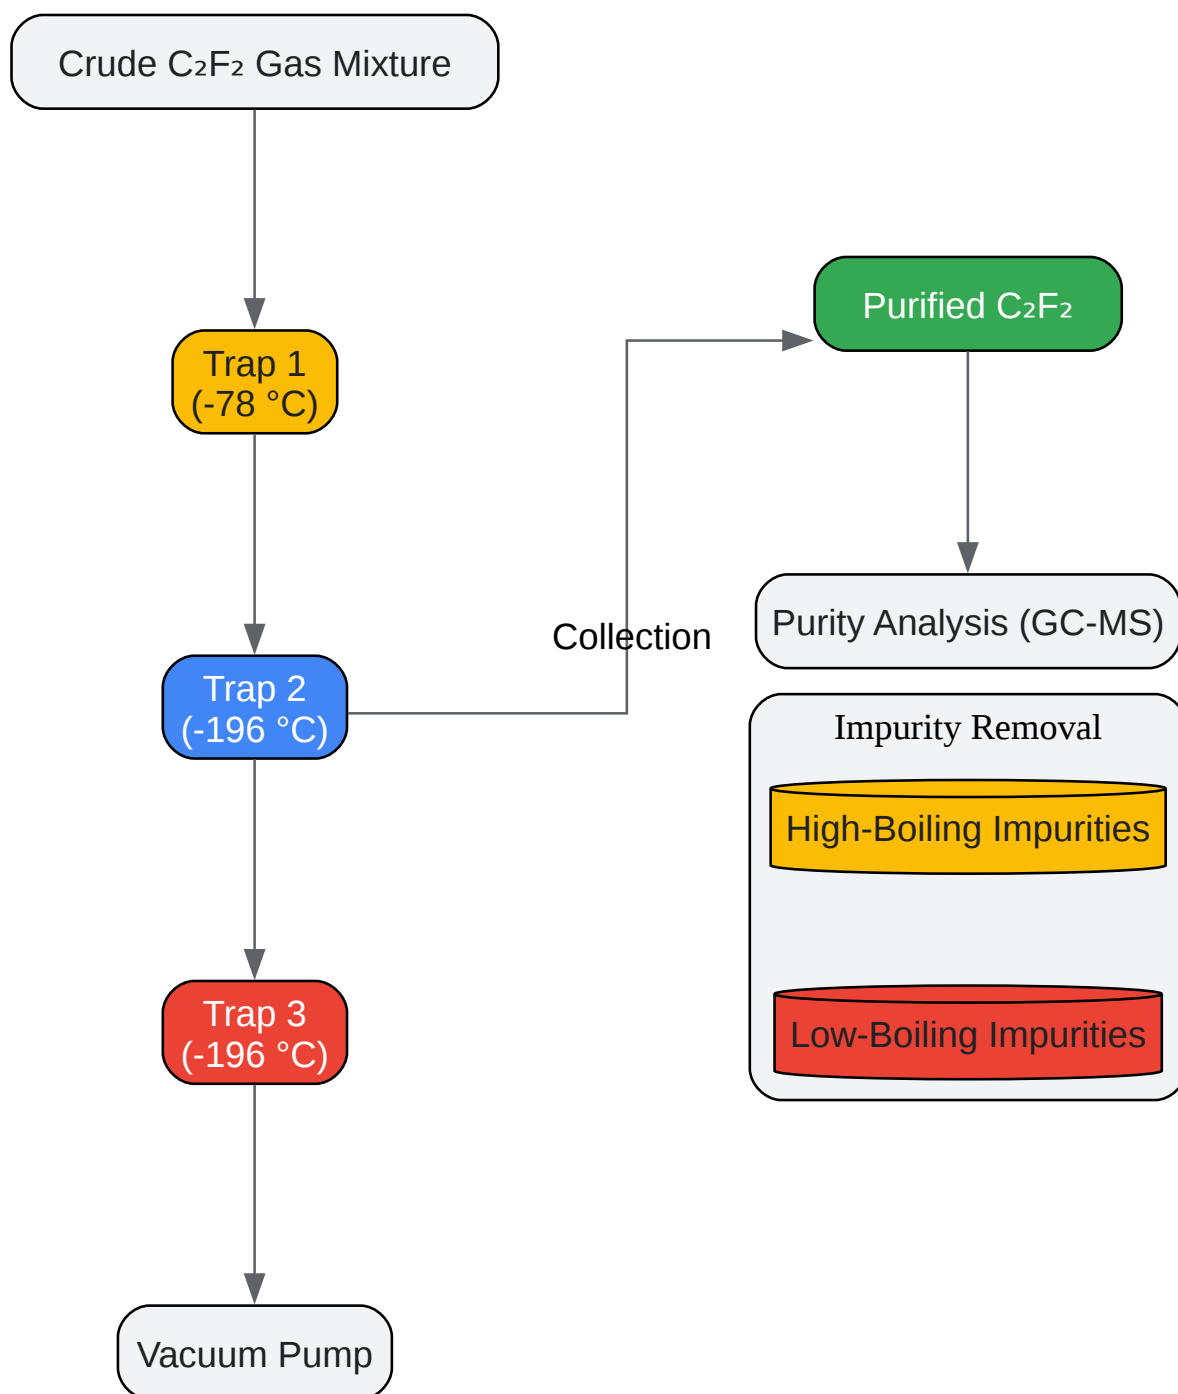 Crude C₂F₂ Gas Mixture
Trap 1
(-78 °C)
Trap 2
(-196 °C)
Trap 3
(-196 °C)
Vacuum Pump
Collection
Purified C₂F₂
Purity Analysis (GC-MS)
Impurity Removal
High-Boiling Impurities
Low-Boiling Impurities